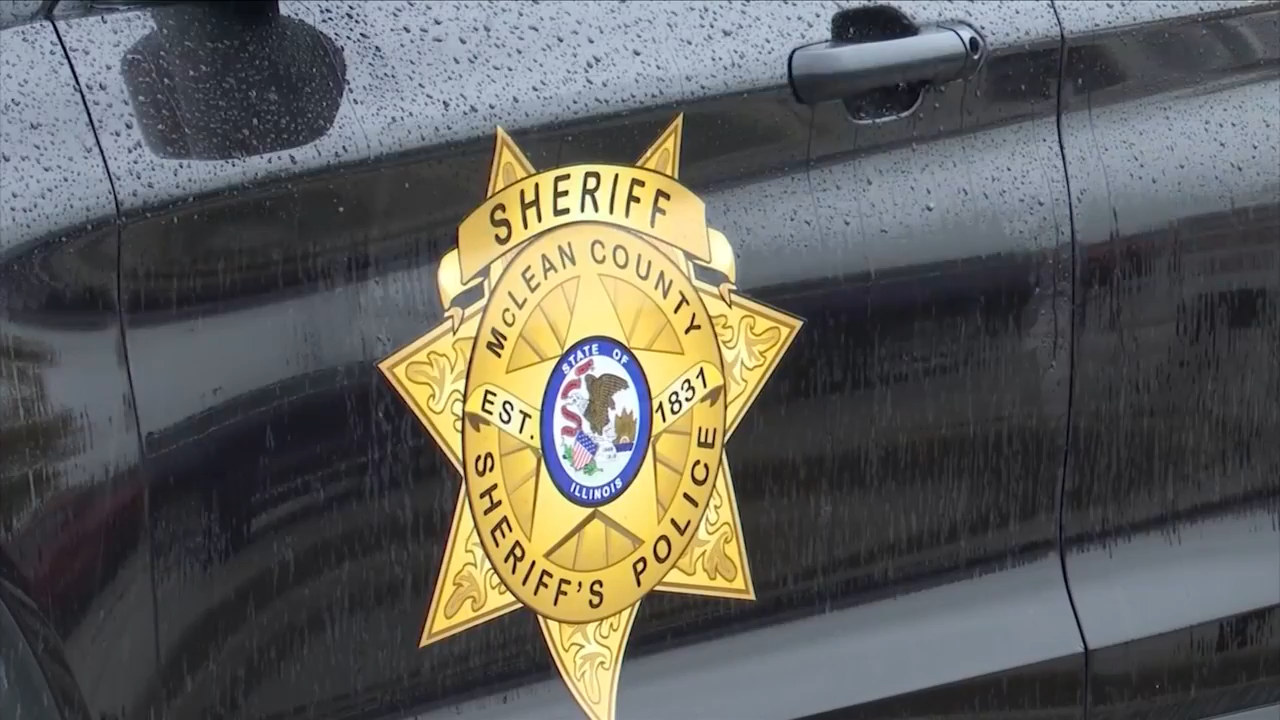 SHERIFF
McLEAN COUNTY
EST. 1831
STATE OF
ILLINOIS
SHERIFF'S POLICE